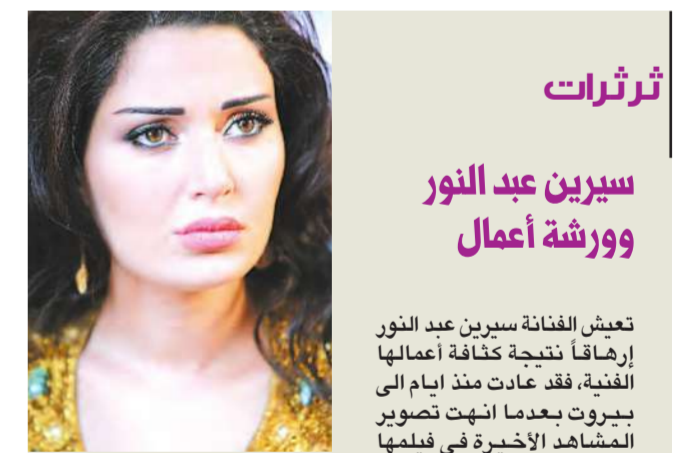 ثرثرات
سيرين عبد النور
وورشة أعمال
تعيش الفنانة سيرين عبد النور
إرهـاقـاً نتيجة كثافة أعمالها
الفنية، فقد عادت منذ ايام الى
بيروت بعدما انهت تصوير
المشاهد الأخيرة في فيلمها